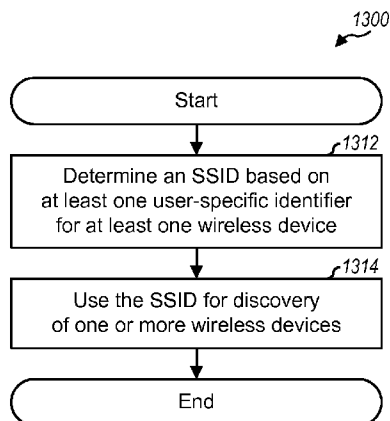 1300
Start
1312
Determine an SSID based on
at least one user-specific identifier
for at least one wireless device
1314
Use the SSID for discovery
of one or more wireless devices
End